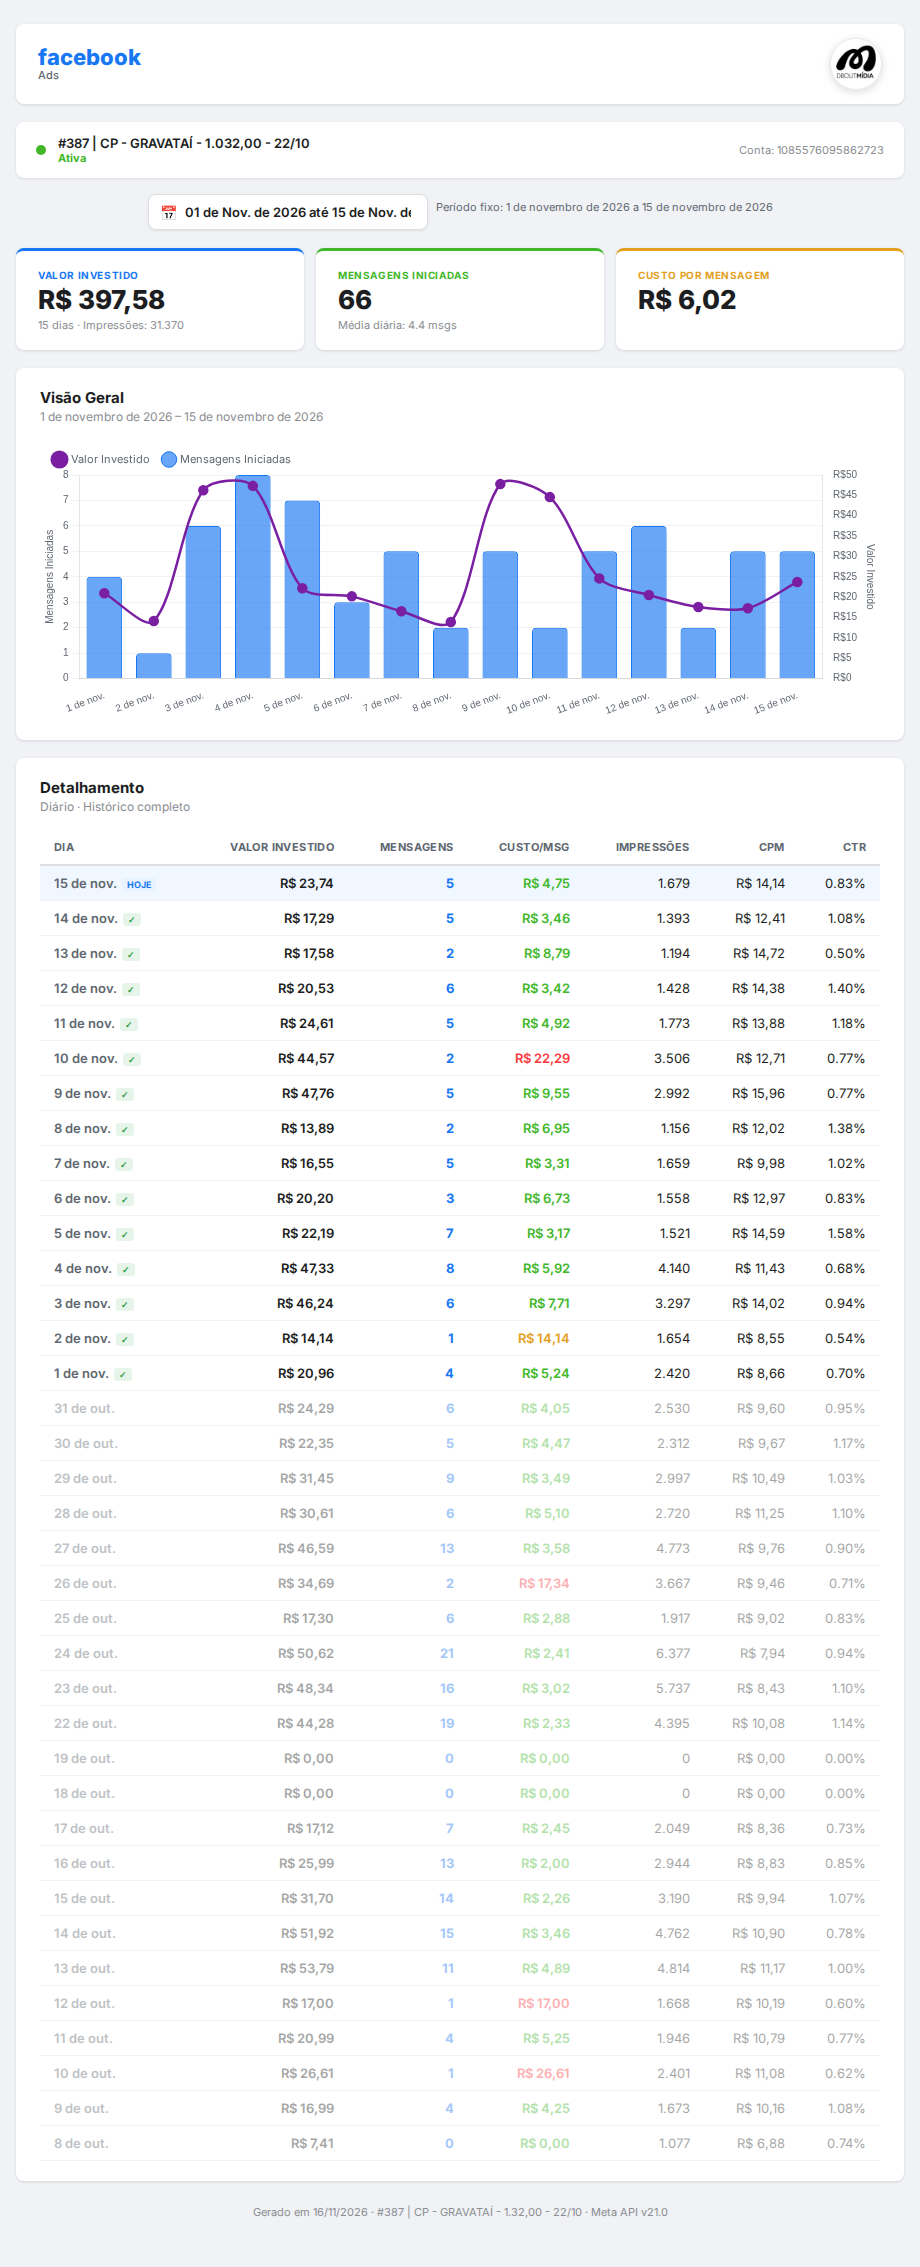 facebook
Ads
DBOUTMÍDIA
#387 | CP - GRAVATAÍ - 1.032,00 - 22/10
Ativa
Conta: 1085576095862723
📅 01 de Nov. de 2026 até 15 de Nov. de
Período fixo: 1 de novembro de 2026 a 15 de novembro de 2026
VALOR INVESTIDO
R$ 397,58
15 dias · Impressões: 31.370
MENSAGENS INICIADAS
66
Média diária: 4.4 msgs
CUSTO POR MENSAGEM
R$ 6,02
Visão Geral
1 de novembro de 2026 – 15 de novembro de 2026
Valor Investido Mensagens Iniciadas
Mensagens Iniciadas
8
7
6
5
4
3
2
1
0
R$50
R$45
R$40
R$35
R$30
R$25
R$20
R$15
R$10
R$5
R$0
Valor Investido
1 de nov. 2 de nov. 3 de nov. 4 de nov. 5 de nov. 6 de nov. 7 de nov. 8 de nov. 9 de nov. 10 de nov. 11 de nov. 12 de nov. 13 de nov. 14 de nov. 15 de nov.
Detalhamento
Diário · Histórico completo
DIA VALOR INVESTIDO MENSAGENS CUSTO/MSG IMPRESSÕES CPM CTR
15 de nov. HOJE R$ 23,74 5 R$ 4,75 1.679 R$ 14,14 0.83%
14 de nov. ✓ R$ 17,29 5 R$ 3,46 1.393 R$ 12,41 1.08%
13 de nov. ✓ R$ 17,58 2 R$ 8,79 1.194 R$ 14,72 0.50%
12 de nov. ✓ R$ 20,53 6 R$ 3,42 1.428 R$ 14,38 1.40%
11 de nov. ✓ R$ 24,61 5 R$ 4,92 1.773 R$ 13,88 1.18%
10 de nov. ✓ R$ 44,57 2 R$ 22,29 3.506 R$ 12,71 0.77%
9 de nov. ✓ R$ 47,76 5 R$ 9,55 2.992 R$ 15,96 0.77%
8 de nov. ✓ R$ 13,89 2 R$ 6,95 1.156 R$ 12,02 1.38%
7 de nov. ✓ R$ 16,55 5 R$ 3,31 1.659 R$ 9,98 1.02%
6 de nov. ✓ R$ 20,20 3 R$ 6,73 1.558 R$ 12,97 0.83%
5 de nov. ✓ R$ 22,19 7 R$ 3,17 1.521 R$ 14,59 1.58%
4 de nov. ✓ R$ 47,33 8 R$ 5,92 4.140 R$ 11,43 0.68%
3 de nov. ✓ R$ 46,24 6 R$ 7,71 3.297 R$ 14,02 0.94%
2 de nov. ✓ R$ 14,14 1 R$ 14,14 1.654 R$ 8,55 0.54%
1 de nov. ✓ R$ 20,96 4 R$ 5,24 2.420 R$ 8,66 0.70%
31 de out. R$ 24,29 6 R$ 4,05 2.530 R$ 9,60 0.95%
30 de out. R$ 22,35 5 R$ 4,47 2.312 R$ 9,67 1.17%
29 de out. R$ 31,45 9 R$ 3,49 2.997 R$ 10,49 1.03%
28 de out. R$ 30,61 6 R$ 5,10 2.720 R$ 11,25 1.10%
27 de out. R$ 46,59 13 R$ 3,58 4.773 R$ 9,76 0.90%
26 de out. R$ 34,69 2 R$ 17,34 3.667 R$ 9,46 0.71%
25 de out. R$ 17,30 6 R$ 2,88 1.917 R$ 9,02 0.83%
24 de out. R$ 50,62 21 R$ 2,41 6.377 R$ 7,94 0.94%
23 de out. R$ 48,34 16 R$ 3,02 5.737 R$ 8,43 1.10%
22 de out. R$ 44,28 19 R$ 2,33 4.395 R$ 10,08 1.14%
19 de out. R$ 0,00 0 R$ 0,00 0 R$ 0,00 0.00%
18 de out. R$ 0,00 0 R$ 0,00 0 R$ 0,00 0.00%
17 de out. R$ 17,12 7 R$ 2,45 2.049 R$ 8,36 0.73%
16 de out. R$ 25,99 13 R$ 2,00 2.944 R$ 8,83 0.85%
15 de out. R$ 31,70 14 R$ 2,26 3.190 R$ 9,94 1.07%
14 de out. R$ 51,92 15 R$ 3,46 4.762 R$ 10,90 0.78%
13 de out. R$ 53,79 11 R$ 4,89 4.814 R$ 11,17 1.00%
12 de out. R$ 17,00 1 R$ 17,00 1.668 R$ 10,19 0.60%
11 de out. R$ 20,99 4 R$ 5,25 1.946 R$ 10,79 0.77%
10 de out. R$ 26,61 1 R$ 26,61 2.401 R$ 11,08 0.62%
9 de out. R$ 16,99 4 R$ 4,25 1.673 R$ 10,16 1.08%
8 de out. R$ 7,41 0 R$ 0,00 1.077 R$ 6,88 0.74%
Gerado em 16/11/2026 · #387 | CP - GRAVATAÍ - 1.32,00 - 22/10 · Meta API v21.0